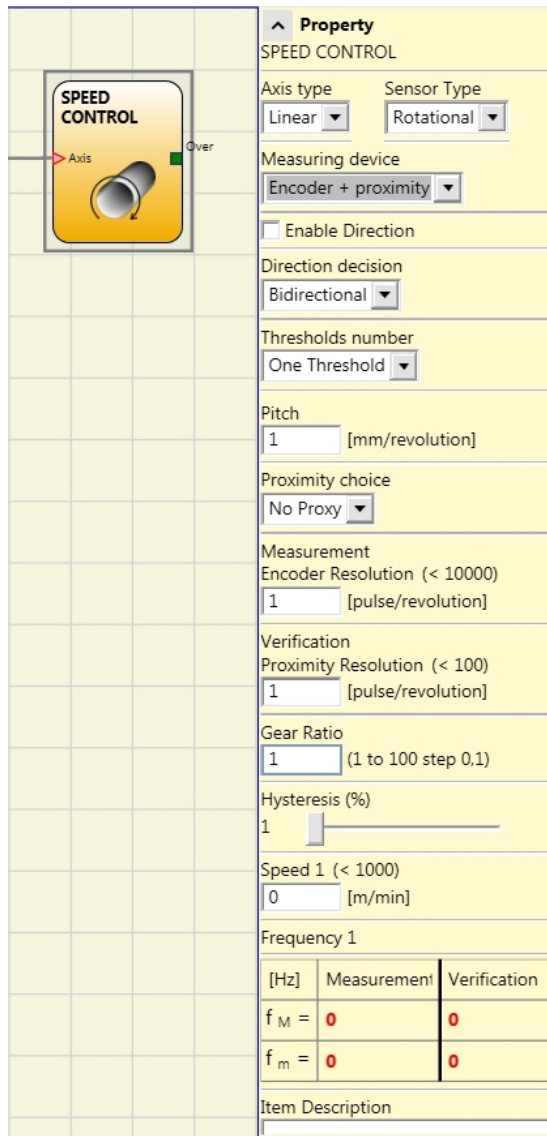 Property
SPEED CONTROL
Axis type Sensor Type
Linear Rotational
Measuring device
Encoder + proximity
Enable Direction
Direction decision
Bidirectional
Thresholds number
One Threshold
Pitch
1 [mm/revolution]
Proximity choice
No Proxy
Measurement
Encoder Resolution (< 10000)
1 [pulse/revolution]
Verification
Proximity Resolution (< 100)
1 [pulse/revolution]
Gear Ratio
1 (1 to 100 step 0,1)
Hysteresis (%)
1
Speed 1 (< 1000)
0 [m/min]
Frequency 1
[Hz] Measurement Verification
f M = 0 0
f m = 0 0
Item Description
SPEED
CONTROL
Axis Over